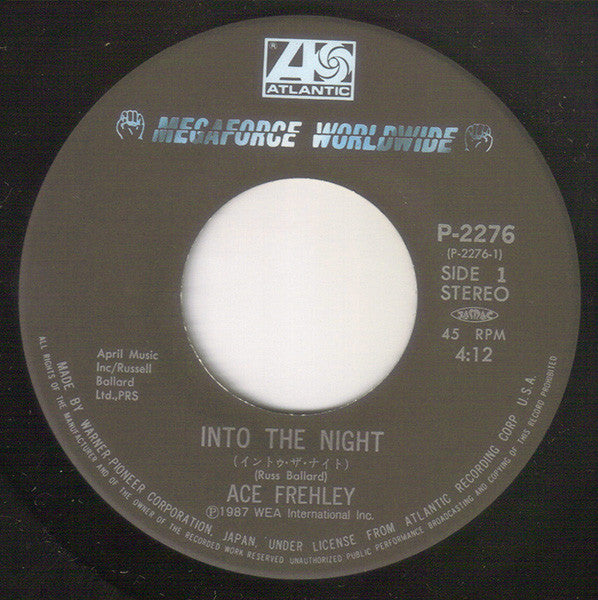 ATLANTIC
MEGAFORCE WORLDWIDE
P-2276
(P-2276-1)
SIDE 1
STEREO
JASRAC
45 RPM
4:12
April Music
Inc/Russell
Ballard
Ltd.,PRS
INTO THE NIGHT
(イントゥ・ザ・ナイト)
(Russ Ballard)
ACE FREHLEY
Ⓟ1987 WEA International Inc.
MADE BY WARNER PIONEER CORPORATION, JAPAN, UNDER LICENSE FROM ATLANTIC RECORDING CORP. U.S.A.
ALL RIGHTS OF THE MANUFACTURER AND OF THE OWNER OF THE RECORDED WORK RESERVED UNAUTHORIZED PUBLIC PERFORMANCE BROADCASTING AND COPYING OF THIS RECORD PROHIBITED